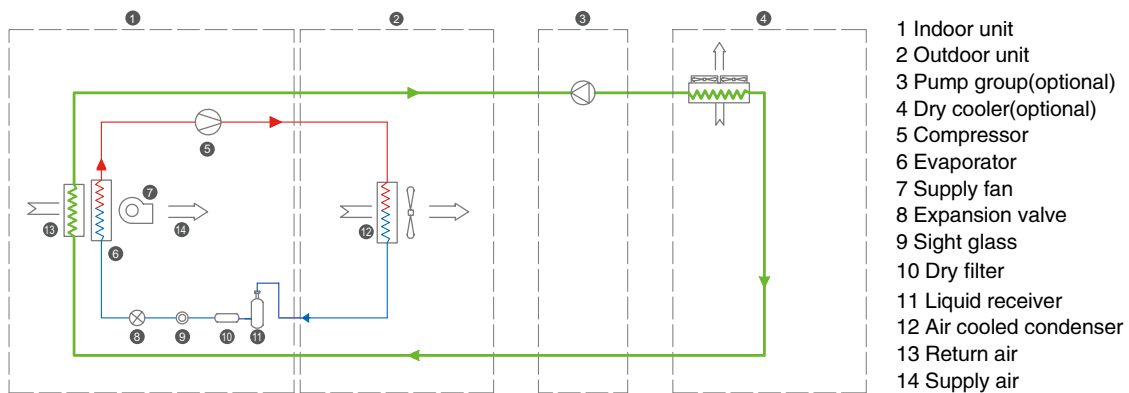 1
2
3
4
5
7
13
14
6
12
8
9
10
11
1 Indoor unit
2 Outdoor unit
3 Pump group(optional)
4 Dry cooler(optional)
5 Compressor
6 Evaporator
7 Supply fan
8 Expansion valve
9 Sight glass
10 Dry filter
11 Liquid receiver
12 Air cooled condenser
13 Return air
14 Supply air